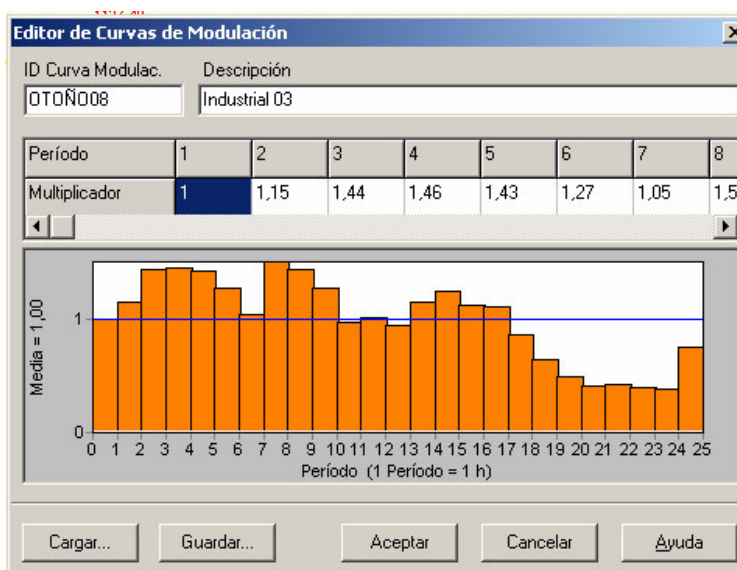 Editor de Curvas de Modulación
ID Curva Modulac. Descripción
OTOÑO08 Industrial 03
Período 1 2 3 4 5 6 7 8
Multiplicador 1 1,15 1,44 1,46 1,43 1,27 1,05 1,5
Media = 1,00
1
0
0 1 2 3 4 5 6 7 8 9 10 11 12 13 14 15 16 17 18 19 20 21 22 23 24 25
Período (1 Período = 1 h)
Cargar... Guardar... Aceptar Cancelar Ayuda